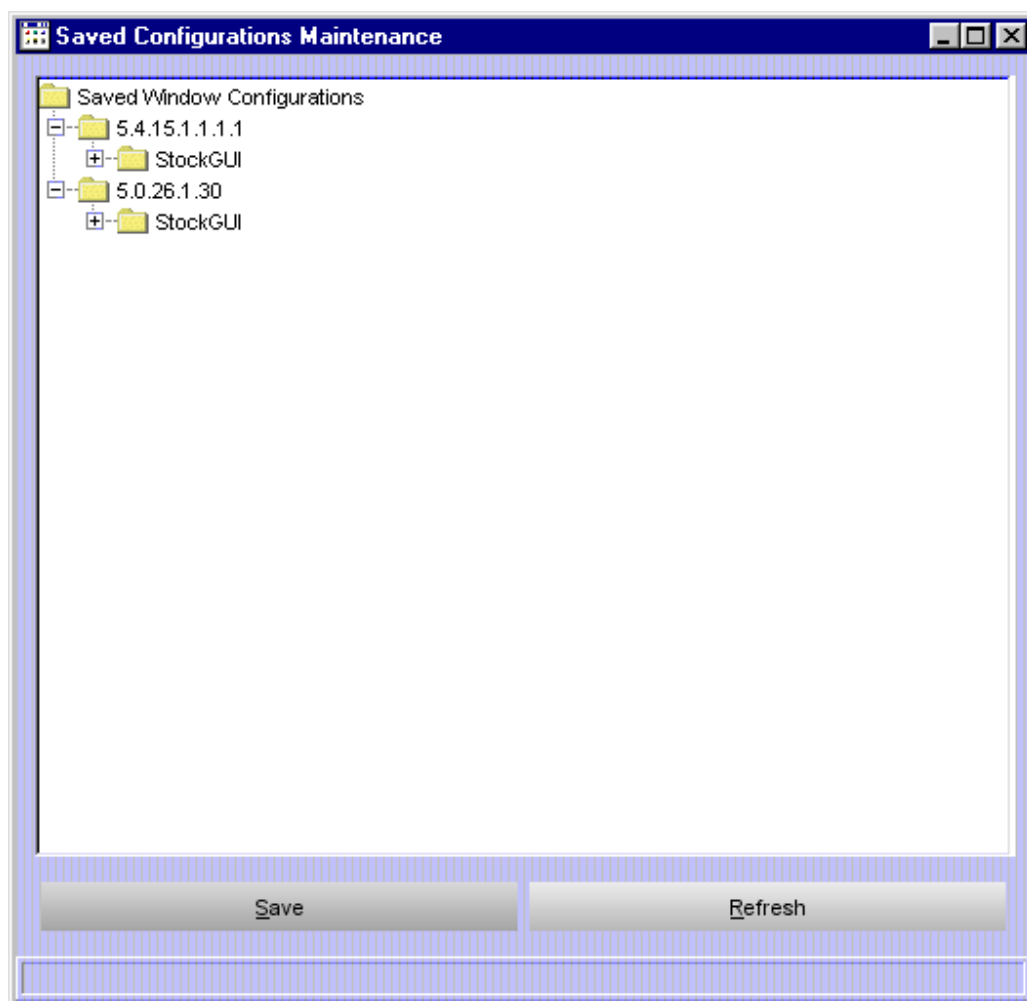 Saved Configurations Maintenance
Saved Window Configurations
5.4.15.1.1.1.1
StockGUI
5.0.26.1.30
StockGUI
Save
Refresh